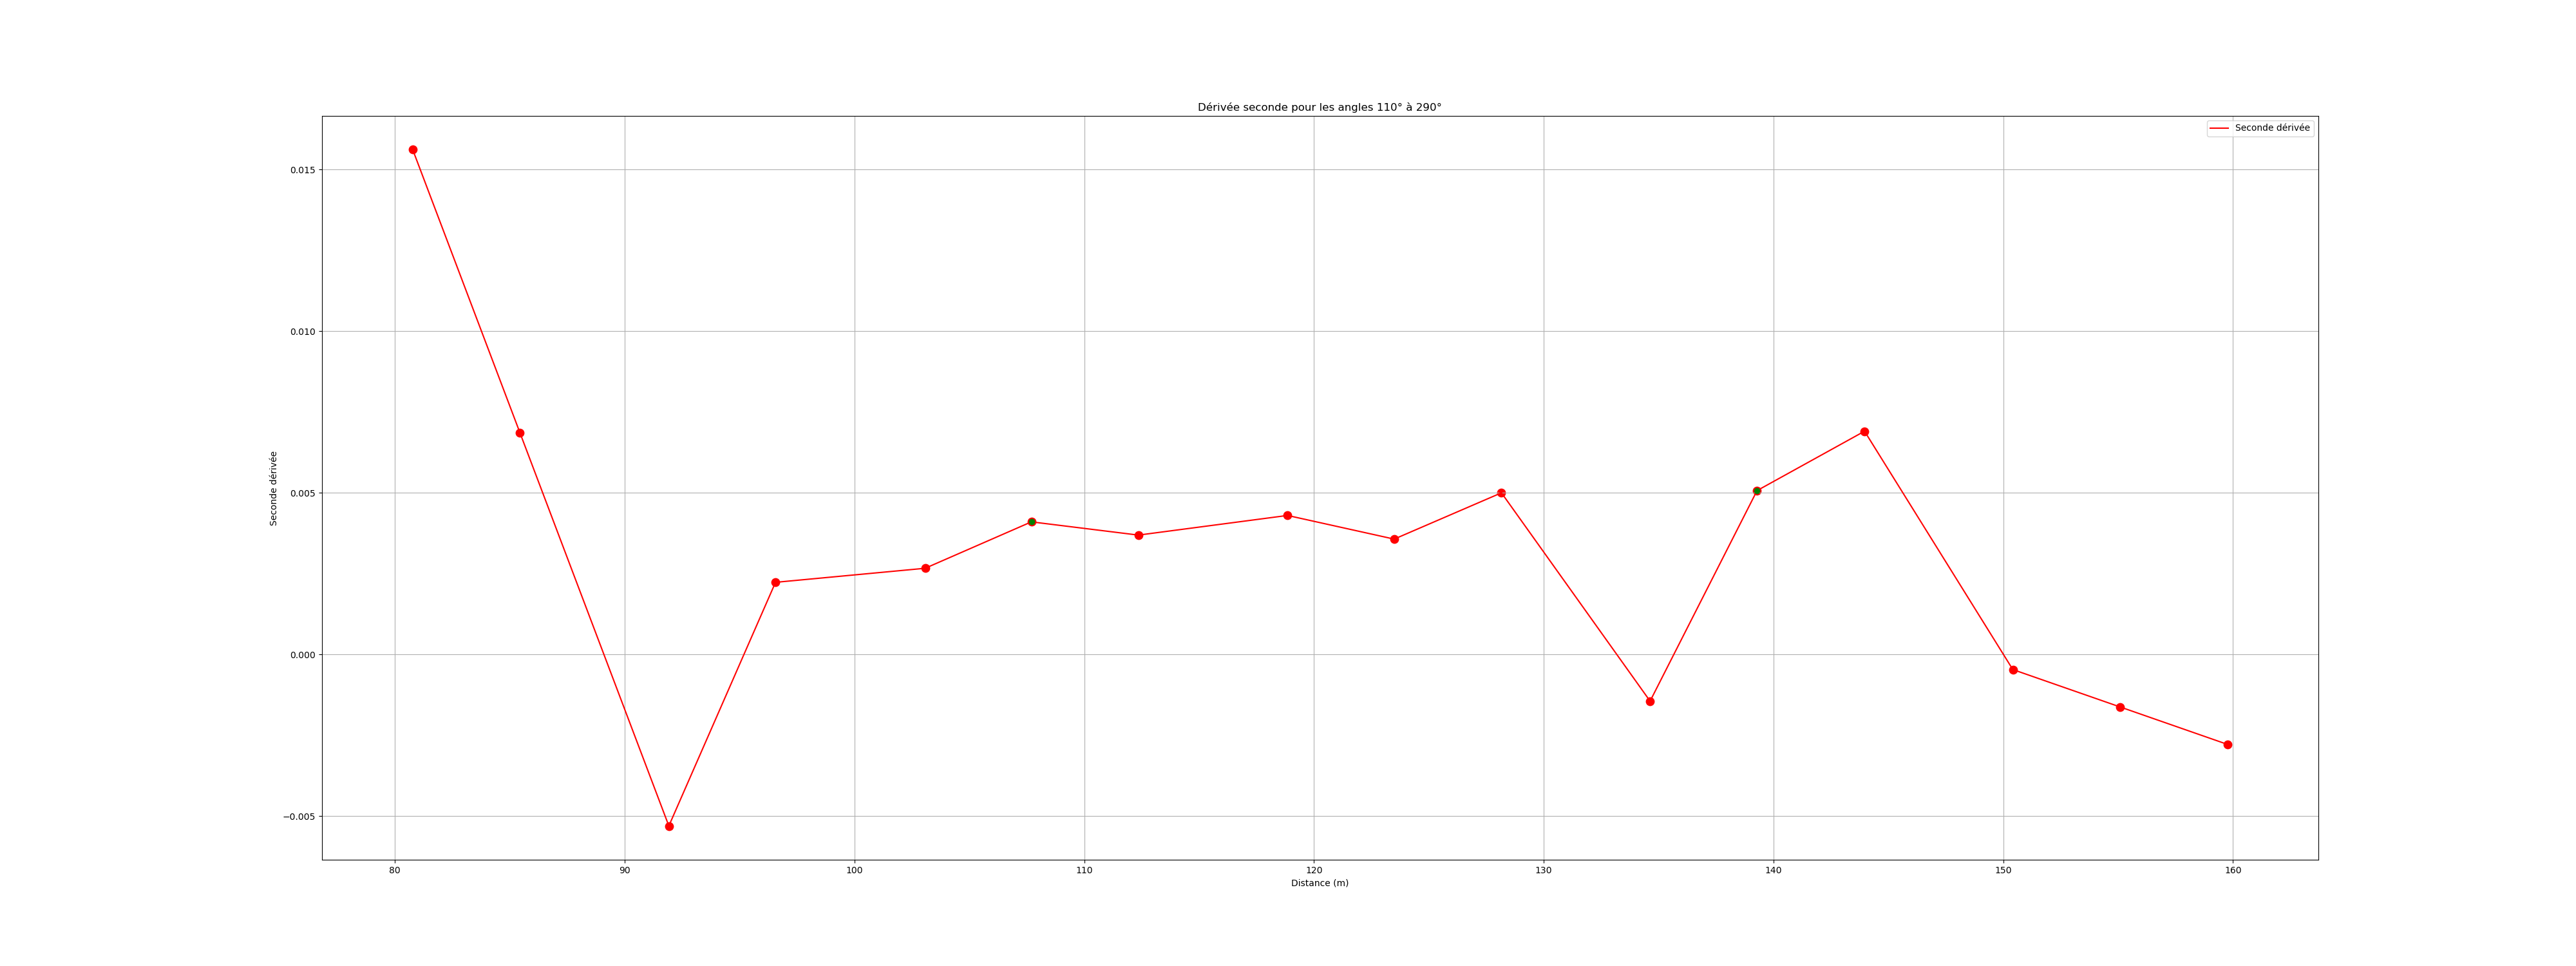 Dérivée seconde pour les angles 110° à 290°
Seconde dérivée
0.015
0.010
0.005
0.000
−0.005
Seconde dérivée
80 90 100 110 120 130 140 150 160
Distance (m)